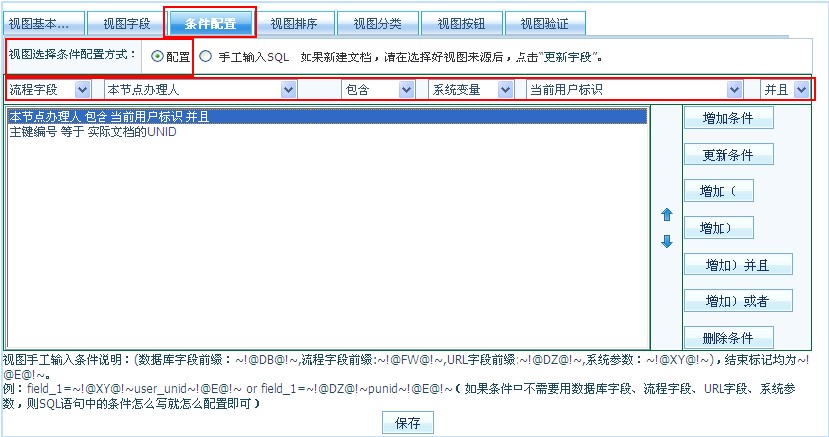 视图基本... 视图字段 条件配置 视图排序 视图分类 视图按钮 视图验证
视图选择条件配置方式： 配置 手工输入SQL 如果新建文档，请在选择好视图来源后，点击“更新字段”。
流程字段 本节点办理人 包含 系统变量 当前用户标识 并且
本节点办理人 包含 当前用户标识 并且
主键编号 等于 实际文档的UNID
增加条件
更新条件
增加（
增加）
增加）并且
增加）或者
删除条件
视图手工输入条件说明：(数据库字段前缀：~!@DB@!~,流程字段前缀:~!@FW@!~,URL字段前缀:~!@DZ@!~,系统参数：~!@XY@!~)，结束标记均为~!
@E@!~。
例：field_1=~!@XY@!~user_unid~!@E@!~ or field_1=~!@DZ@!~punid~!@E@!~（如果条件中不需要用数据库字段、流程字段、URL字段、系统参
数，则SQL语句中的条件怎么写就怎么配置即可）
保存